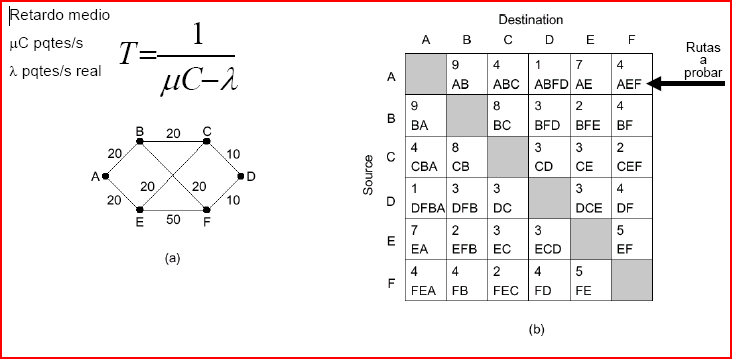 Retardo medio
μC pqtes/s
λ pqtes/s real
T= 1 / μC−λ
B 20 C
20 10
A D
20 20 20 10
E 50 F
(a)
Destination
A B C D E F
Rutas
a
probar
Source
A
9 4 1 7 4
AB ABC ABFD AE AEF
B
9 8 3 2 4
BA BC BFD BFE BF
C
4 8 3 3 2
CBA CB CD CE CEF
D
1 3 3 3 4
DFBA DFB DC DCE DF
E
7 2 3 3 5
EA EFB EC ECD EF
F
4 4 2 4 5
FEA FB FEC FD FE
(b)